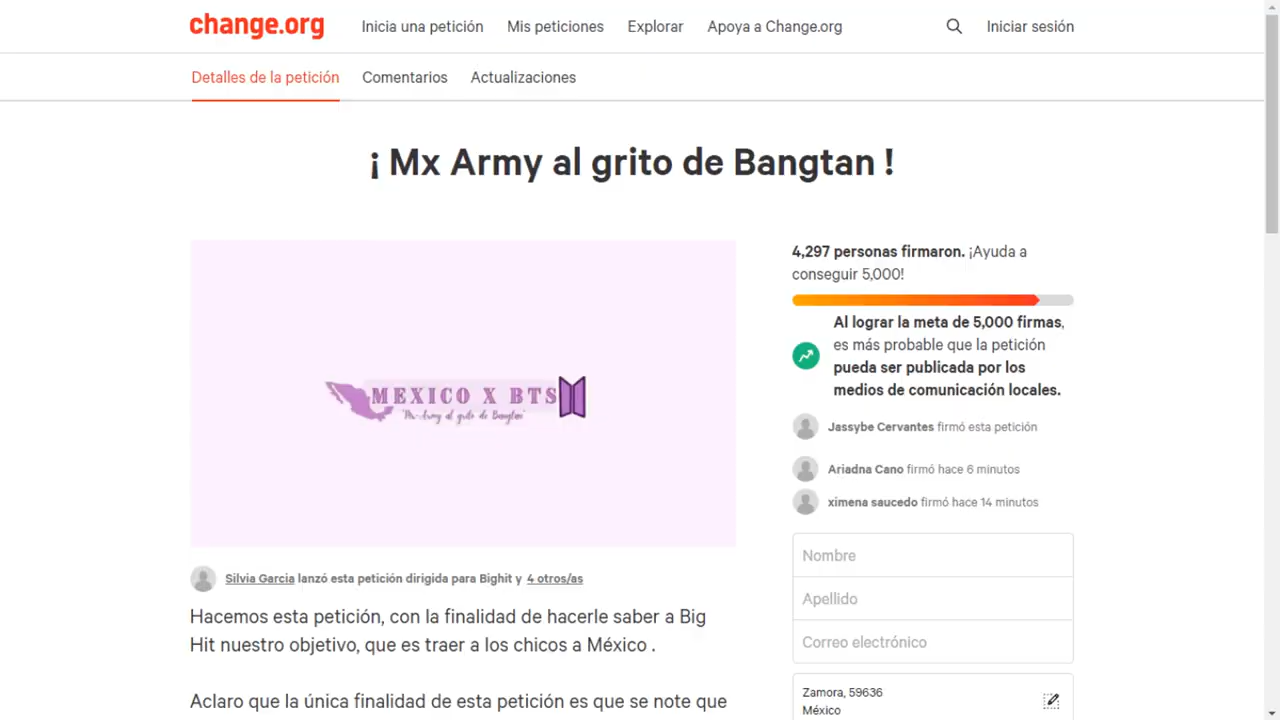 change.org
Inicia una petición
Mis peticiones
Explorar
Apoya a Change.org
Iniciar sesión
Detalles de la petición
Comentarios
Actualizaciones
¡ Mx Army al grito de Bangtan !
MEXICO X BTS
"Mx-Army al grito de Bangtan"
4,297 personas firmaron. ¡Ayuda a
conseguir 5,000!
Al lograr la meta de 5,000 firmas,
es más probable que la petición
pueda ser publicada por los
medios de comunicación locales.
Jassybe Cervantes firmó esta petición
Ariadna Cano firmó hace 6 minutos
ximena saucedo firmó hace 14 minutos
Nombre
Apellido
Correo electrónico
Zamora, 59636
México
Silvia Garcia lanzó esta petición dirigida para Bighit y 4 otros/as
Hacemos esta petición, con la finalidad de hacerle saber a Big
Hit nuestro objetivo, que es traer a los chicos a México .
Aclaro que la única finalidad de esta petición es que se note que